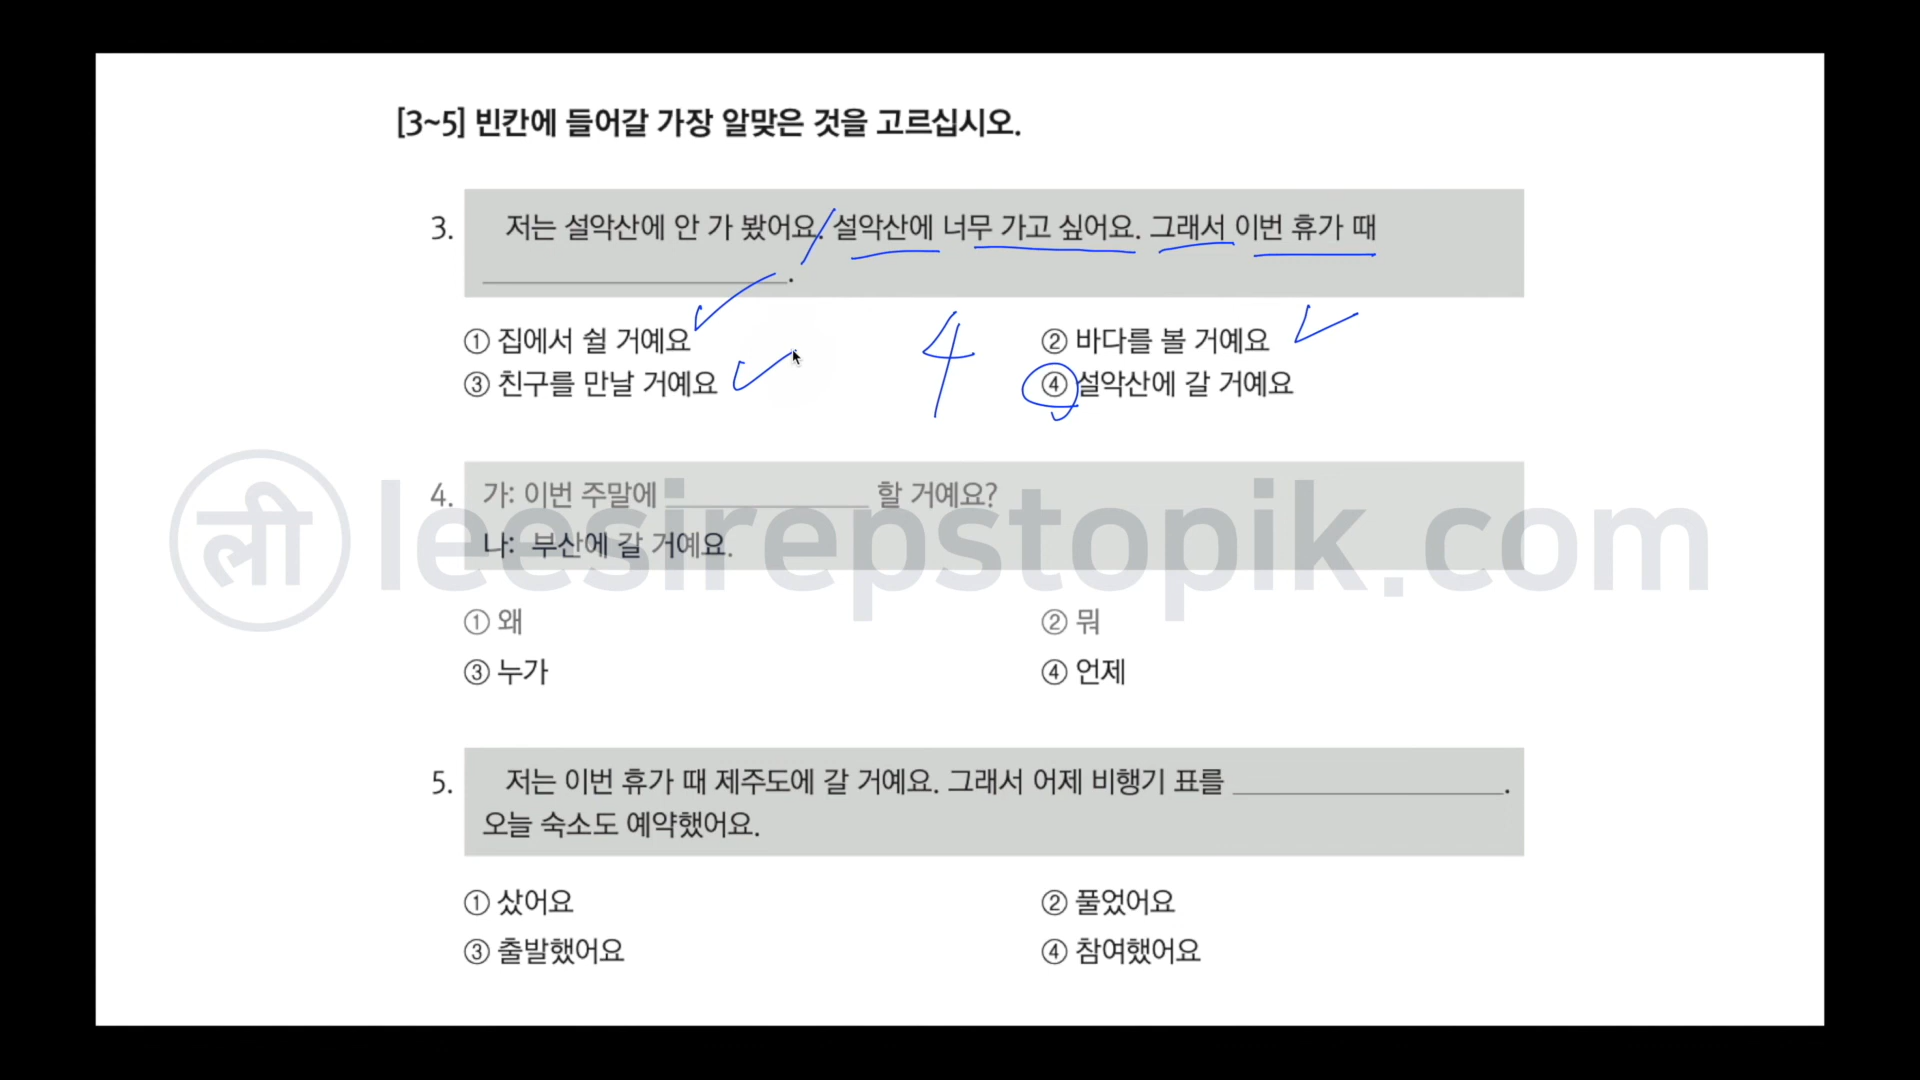 [3~5] 빈칸에 들어갈 가장 알맞은 것을 고르십시오.
3. 저는 설악산에 안 가 봤어요. 설악산에 너무 가고 싶어요. 그래서 이번 휴가 때
____________________.
① 집에서 쉴 거예요 ② 바다를 볼 거예요
4
③ 친구를 만날 거예요 ④ 설악산에 갈 거예요
4. 가: 이번 주말에 ______________ 할 거예요?
나: 부산에 갈 거예요.
ली leesirepstopik.com
① 왜 ② 뭐
③ 누가 ④ 언제
5. 저는 이번 휴가 때 제주도에 갈 거예요. 그래서 어제 비행기 표를 __________________.
오늘 숙소도 예약했어요.
① 샀어요 ② 풀었어요
③ 출발했어요 ④ 참여했어요